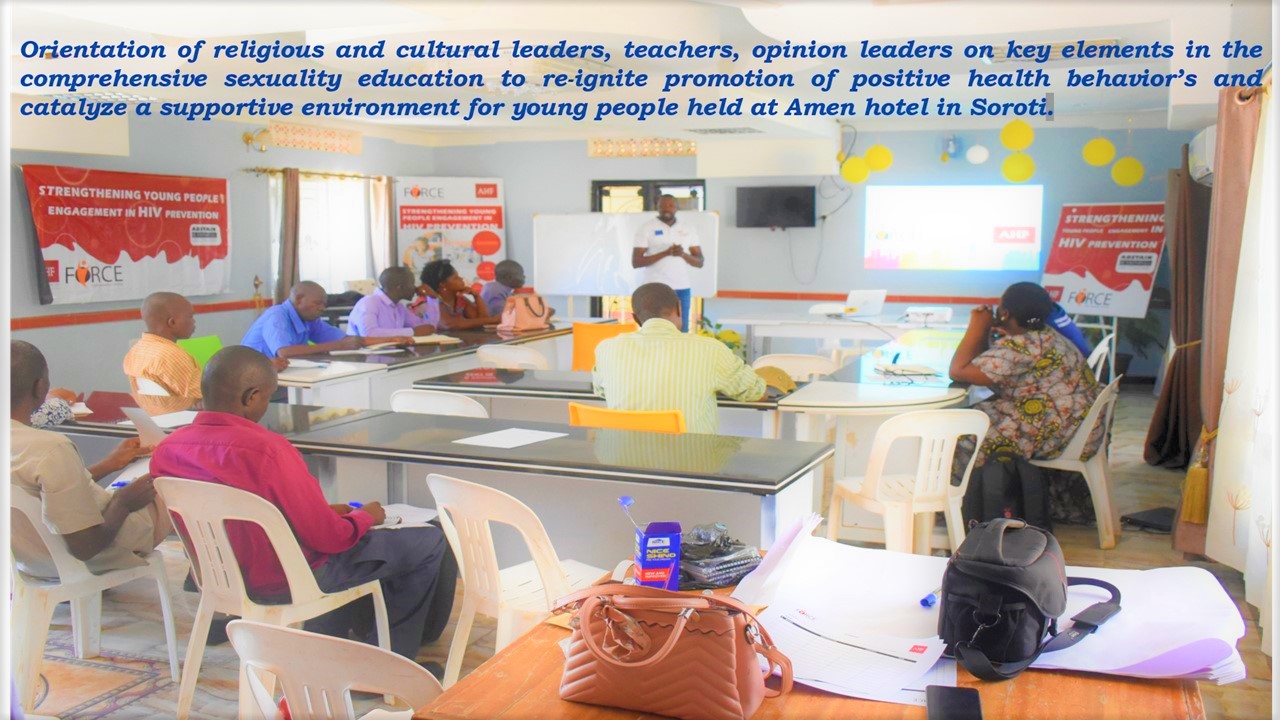 Orientation of religious and cultural leaders, teachers, opinion leaders on key elements in the
comprehensive sexuality education to re-ignite promotion of positive health behavior’s and
catalyze a supportive environment for young people held at Amen hotel in Soroti.
STRENGTHENING YOUNG PEOPLE'S
ENGAGEMENT IN HIV PREVENTION
HF FORCE
FORCE AHF
STRENGTHENING YOUNG
PEOPLE ENGAGEMENT IN
HIV PREVENTION
AHF
STRENGTHENING
YOUNG PEOPLE ENGAGEMENT IN
HIV PREVENTION
FORCE
NICE